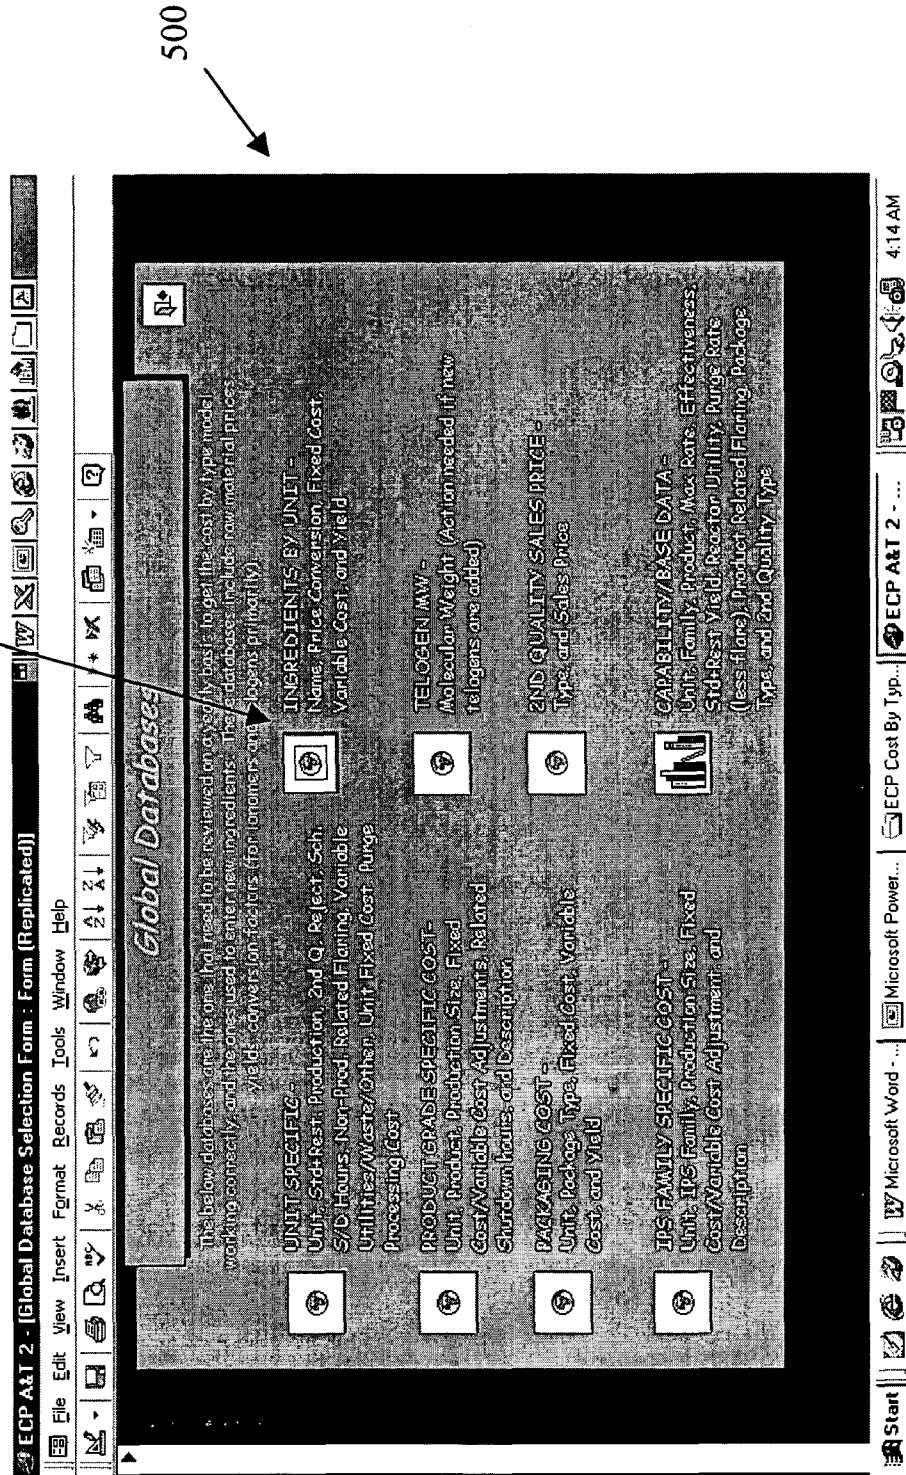 500
ECP A&T 2 - [Global Database Selection Form : Form (Replicated)]
File Edit View Insert Format Records Tools Window Help
Global Databases
The below databases are the one that need to be reviewed on a yearly basis to get the cost by type model
working correctly, and the ones used to enter new ingredients. These databases include raw material prices
yields, conversion factors (for ionomers and telogens primarily)
UNIT SPECIFIC -
Unit, Std+Rest. Production, 2nd Q, Reject, Sch.
S/D Hours, Non-Prod. Related Flaring, Variable
Utilities/Waste/Other, Unit Fixed Cost, Purge
Processing Cost
PRODUCT GRADE SPECIFIC COST-
Unit, Product, Production Size, Fixed
Cost/Variable Cost Adjustments, Related
Shutdown hours, and Description
PACKAGING COST -
Unit, Package Type, Fixed Cost, Variable
Cost, and Yield
IPS FAMILY SPECIFIC COST -
Unit, IPS Family, Production Size, Fixed
Cost/Variable Cost Adjustment, and
Description
INGREDIENTS BY UNIT -
Name, Price Conversion, Fixed Cost,
Variable Cost, and Yield
TELOGEN MW -
Molecular Weight (Action needed if new
telogens are added)
2ND QUALITY SALES PRICE -
Type, and Sales Price
CAPABILITY/BASE DATA -
Unit, Family, Product, Max Rate, Effectiveness,
Std+Rest Yield, Reactor Utility, Purge Rate
(less flare), Product Related Flaring, Package
Type, and 2nd Quality Type
Start
Microsoft Word - ...
Microsoft Power...
ECP Cost By Typ...
ECP A&T 2 - ...
4:14 AM